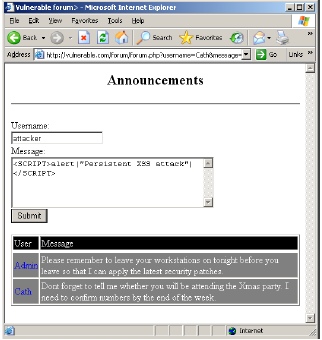 Vulnerable forum> - Microsoft Internet Explorer
File Edit View Favorites Tools Help
Back Search Favorites
Address http://vulnerable.com/Forum/Forum.php?username=Cath&message= Go Links
Announcements
Username:
attacker
Message:
<SCRIPT>alert("Persistent XSS attack")
</SCRIPT>
Submit
User Message
Admin Please remember to leave your workstations on tonight before you
leave so that I can apply the latest security patches.
Cath Dont forget to tell me whether you will be attending the Xmas party. I
need to confirm numbers by the end of the week.
Internet